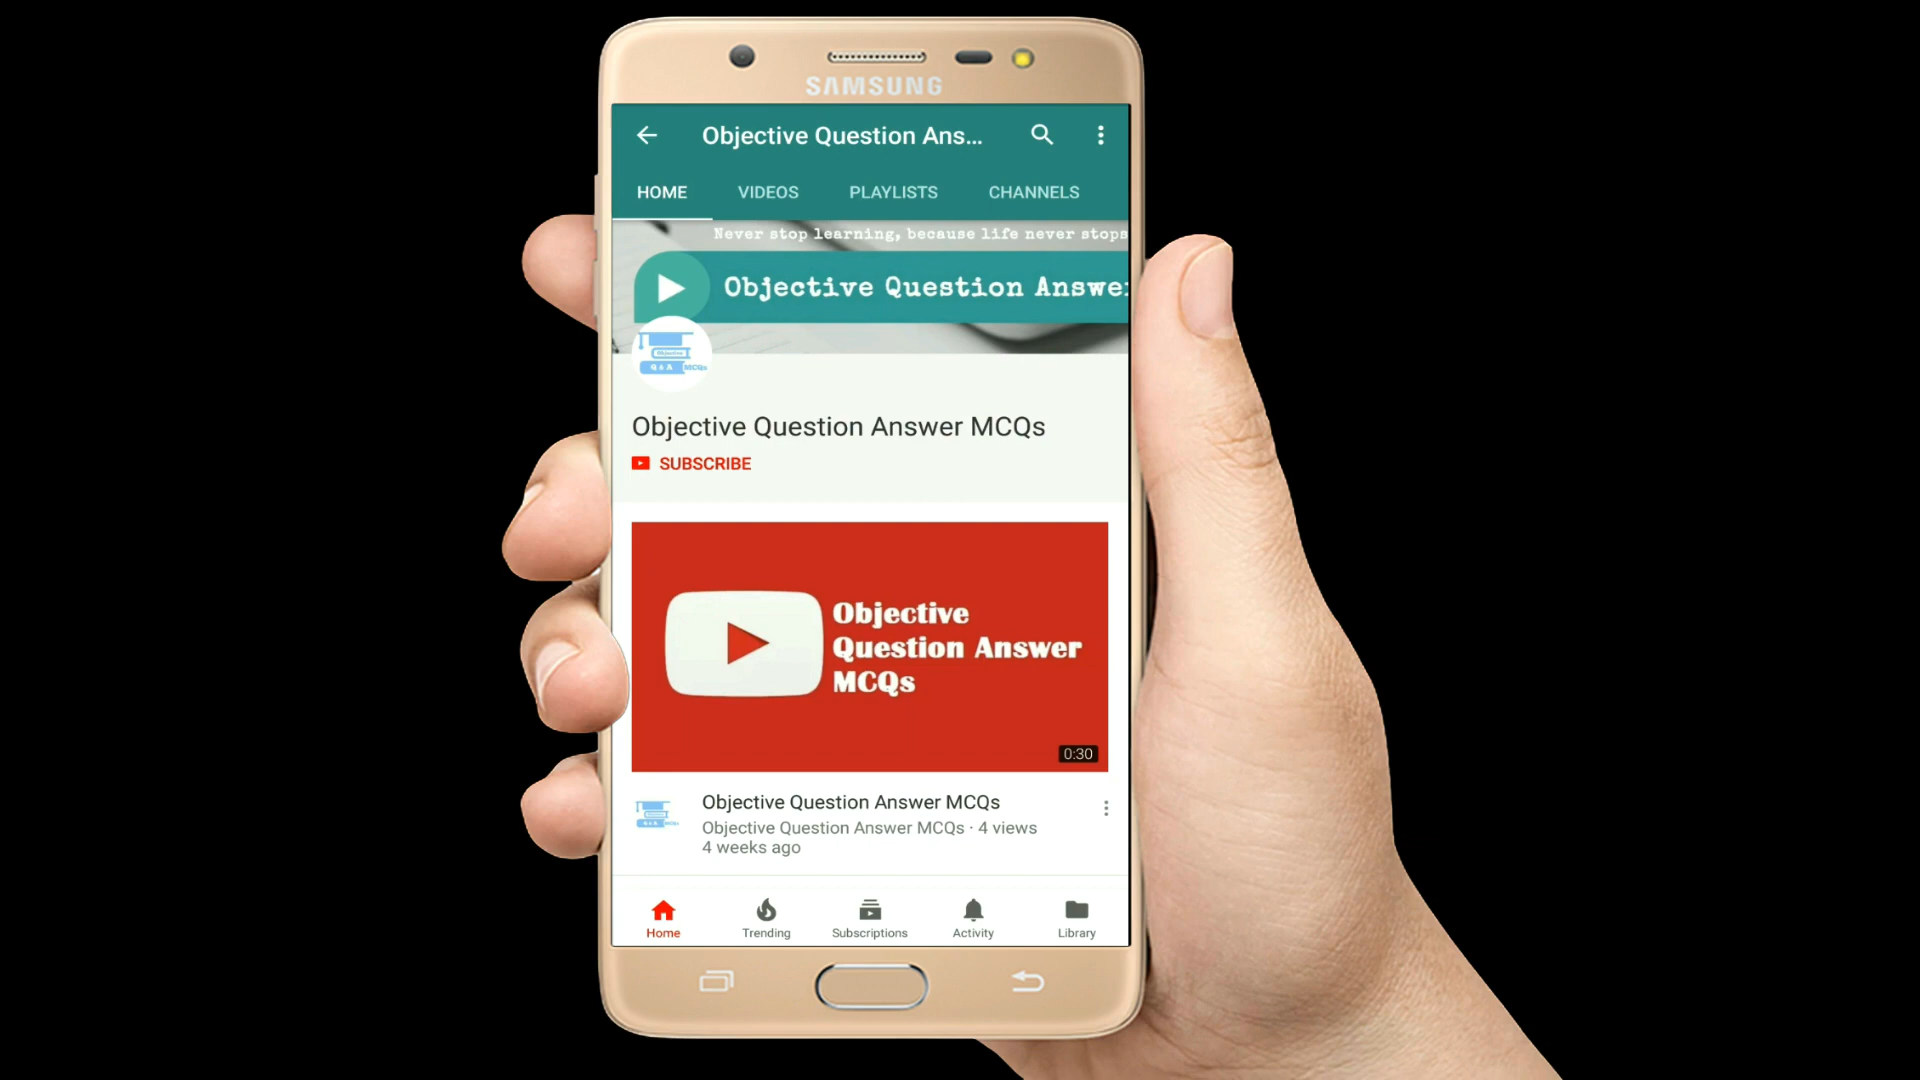 SAMSUNG
Objective Question Ans...
HOME VIDEOS PLAYLISTS CHANNELS
Never stop learning, because life never stops
Objective Question Answe
Objective
Q & A MCQs
Objective Question Answer MCQs
SUBSCRIBE
Objective
Question Answer
MCQs
0:30
Objective Question Answer MCQs
Objective Question Answer MCQs · 4 views
4 weeks ago
Home Trending Subscriptions Activity Library